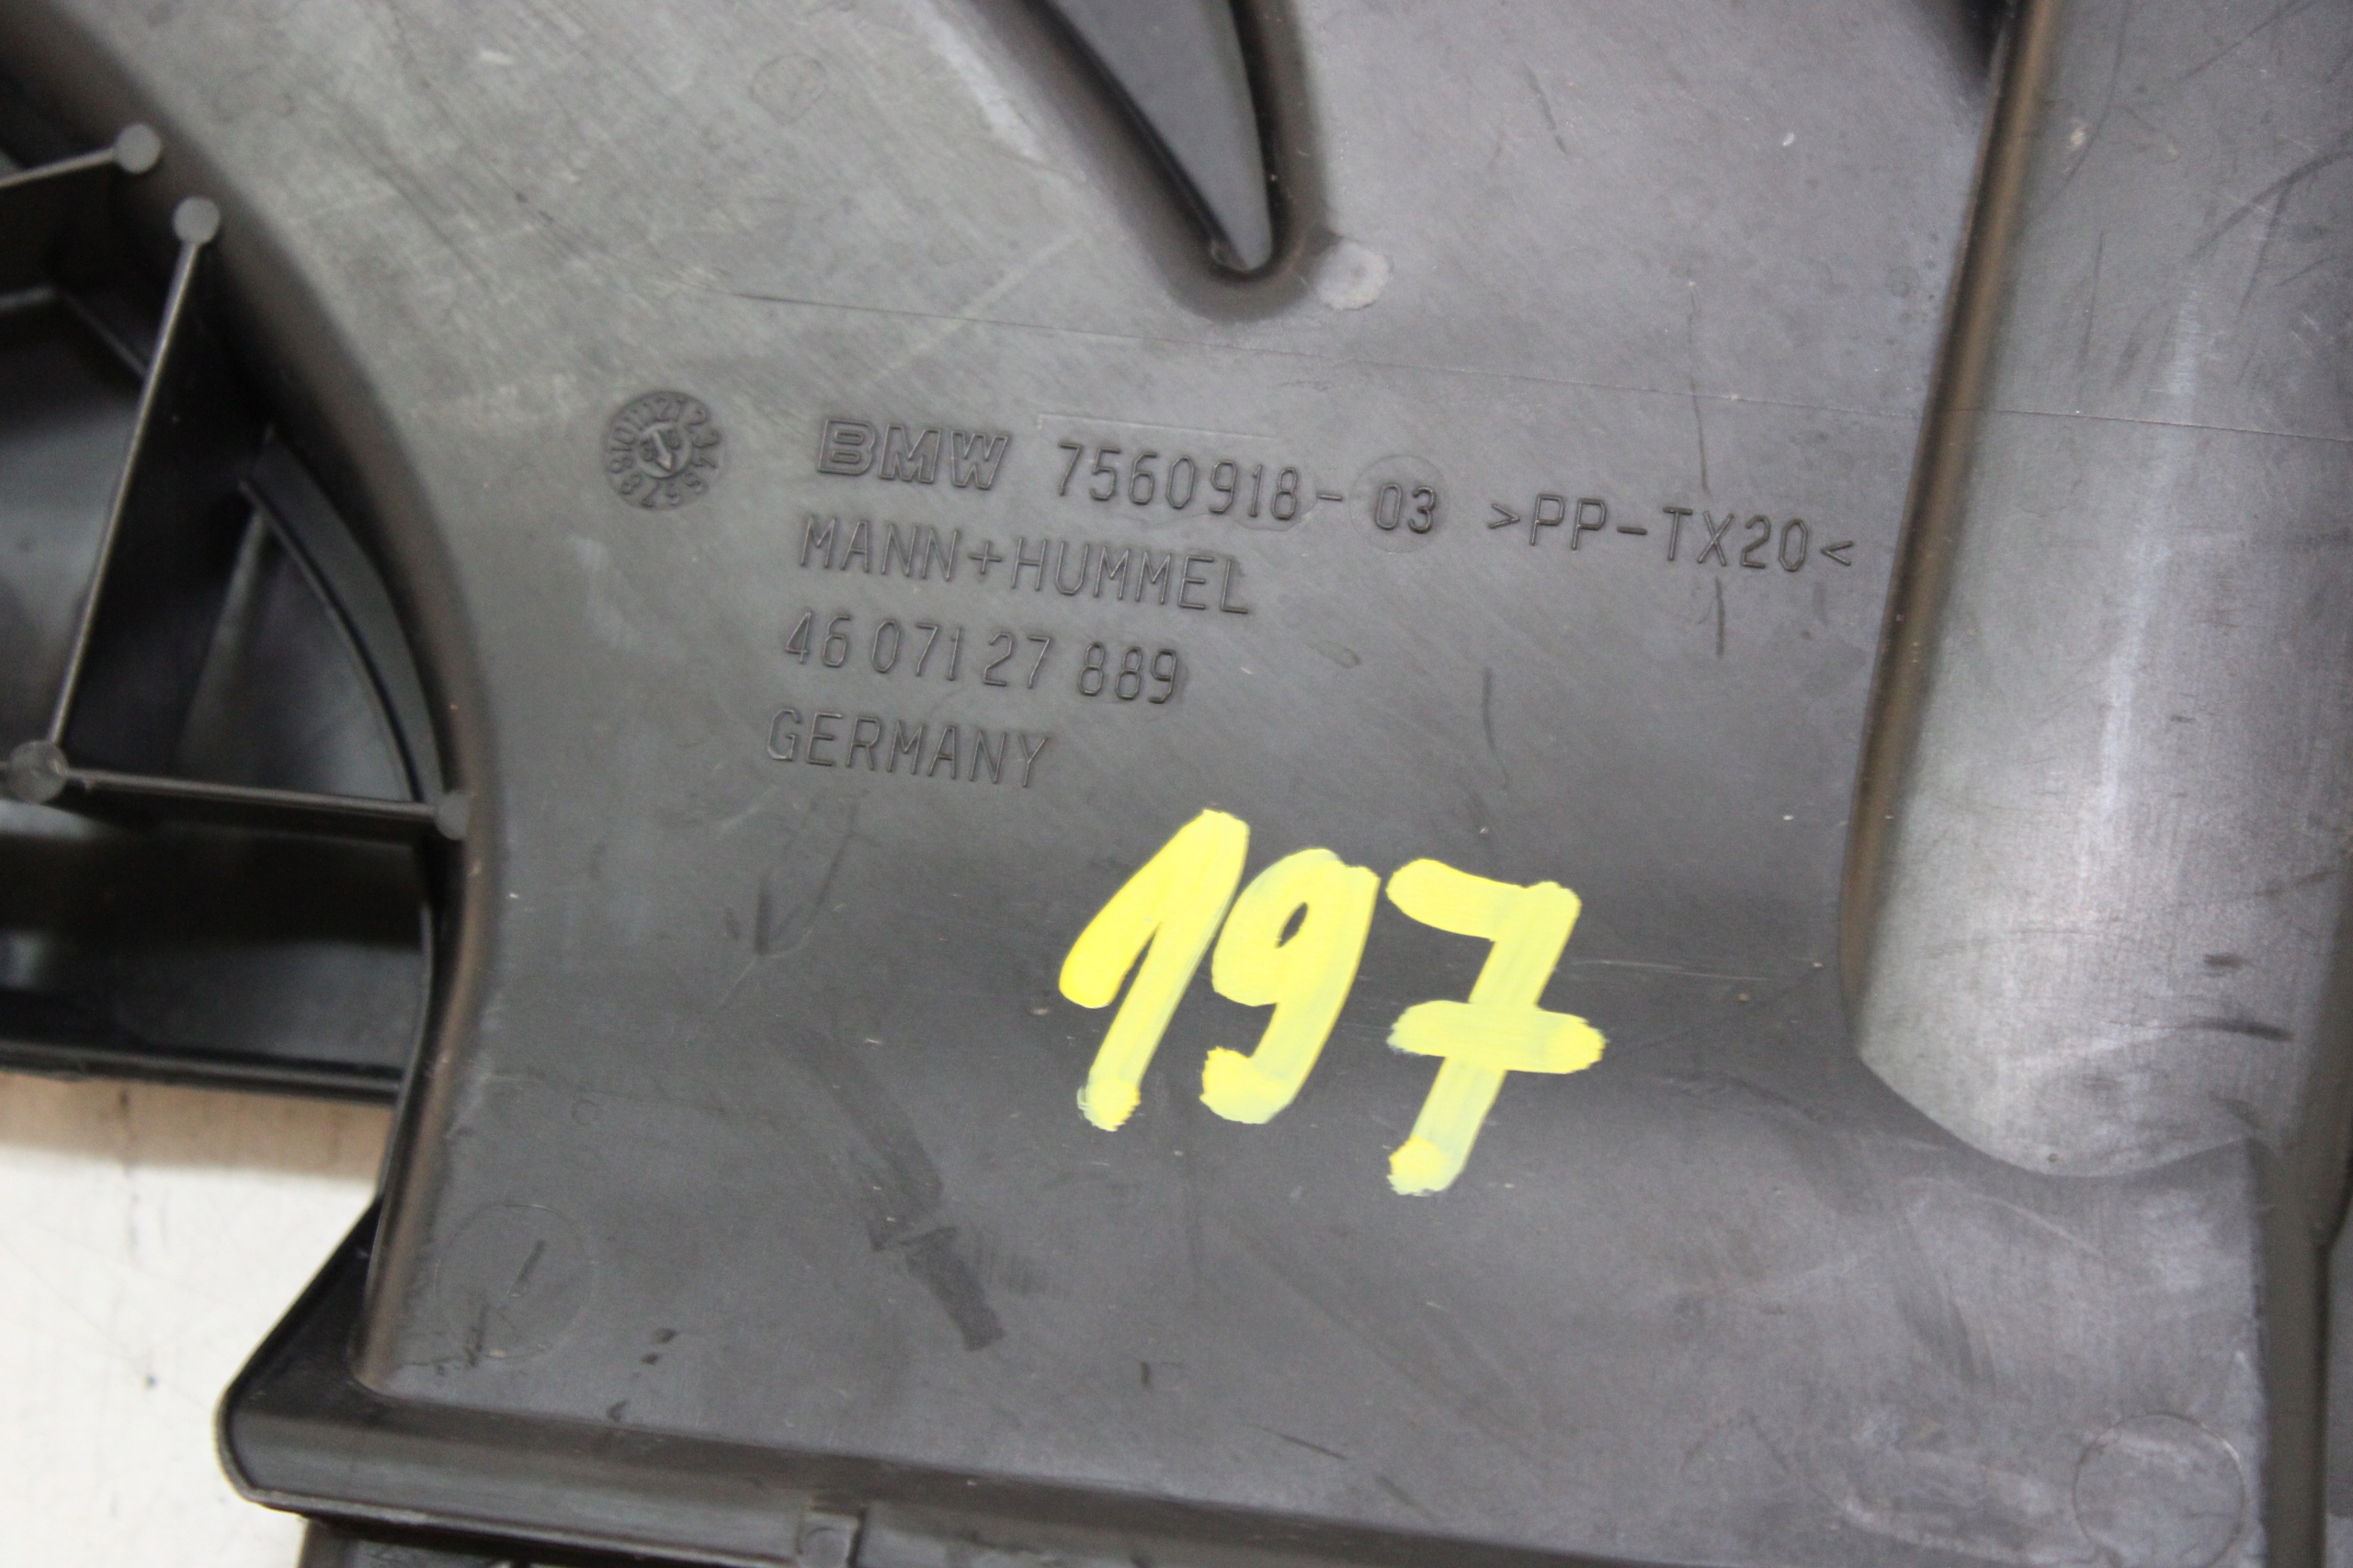 BMW 7560918-03 >PP-TX20<
MANN+HUMMEL
46 071 27 889
GERMANY
197